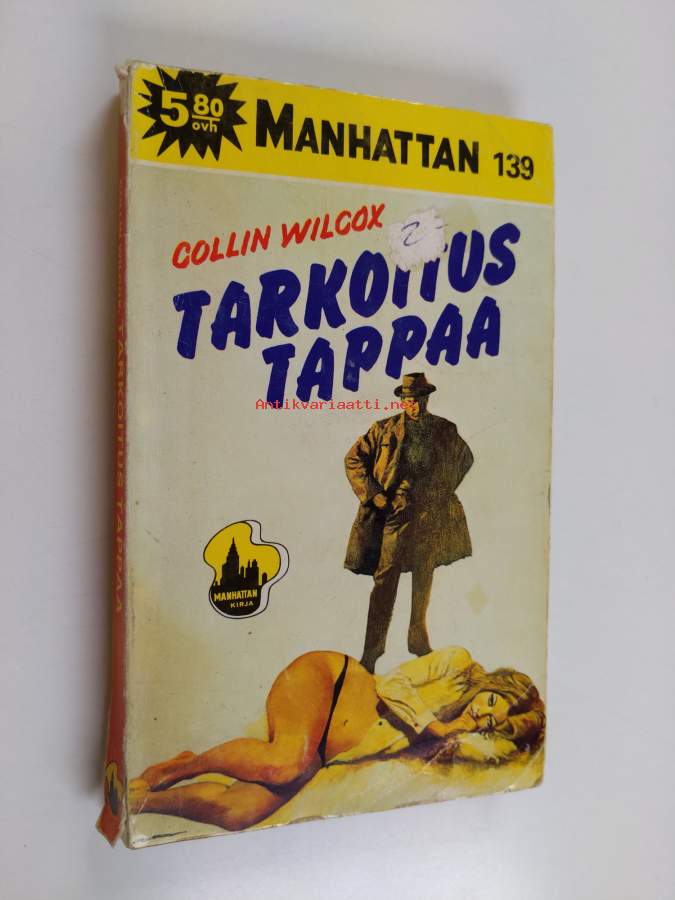 5 80
ovh
MANHATTAN 139
COLLIN WILCOX
2-
TARKOITUS
TAPPAA
Antikvariaatti.net
MANHATTAN
KIRJA
TARKOITUS TAPPAA